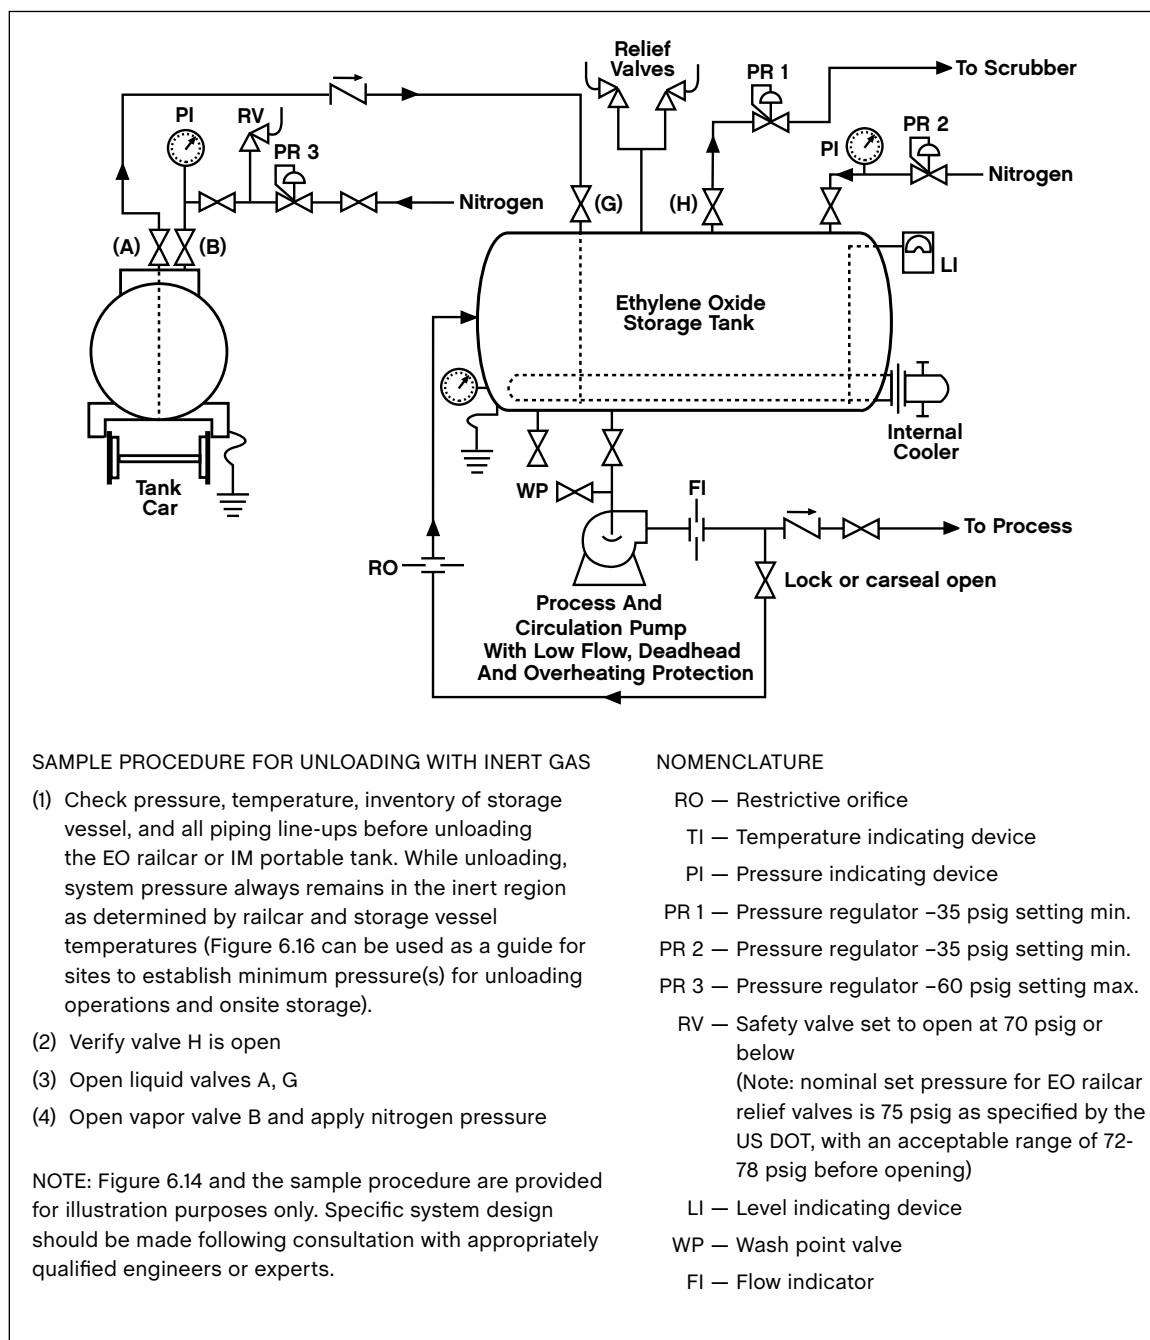 Relief
Valves
PR 1
To Scrubber
PI
RV
PR 3
PI
PR 2
Nitrogen
Nitrogen
(G)
(H)
(A)
(B)
LI
Ethylene Oxide
Storage Tank
Internal
Cooler
Tank
Car
WP
FI
To Process
RO
Lock or carseal open
Process And
Circulation Pump
With Low Flow, Deadhead
And Overheating Protection
SAMPLE PROCEDURE FOR UNLOADING WITH INERT GAS
(1) Check pressure, temperature, inventory of storage
vessel, and all piping line-ups before unloading
the EO railcar or IM portable tank. While unloading,
system pressure always remains in the inert region
as determined by railcar and storage vessel
temperatures (Figure 6.16 can be used as a guide for
sites to establish minimum pressure(s) for unloading
operations and onsite storage).
(2) Verify valve H is open
(3) Open liquid valves A, G
(4) Open vapor valve B and apply nitrogen pressure
NOTE: Figure 6.14 and the sample procedure are provided
for illustration purposes only. Specific system design
should be made following consultation with appropriately
qualified engineers or experts.
NOMENCLATURE
RO — Restrictive orifice
TI — Temperature indicating device
PI — Pressure indicating device
PR 1 — Pressure regulator –35 psig setting min.
PR 2 — Pressure regulator –35 psig setting min.
PR 3 — Pressure regulator –60 psig setting max.
RV — Safety valve set to open at 70 psig or
below
(Note: nominal set pressure for EO railcar
relief valves is 75 psig as specified by the
US DOT, with an acceptable range of 72-
78 psig before opening)
LI — Level indicating device
WP — Wash point valve
FI — Flow indicator